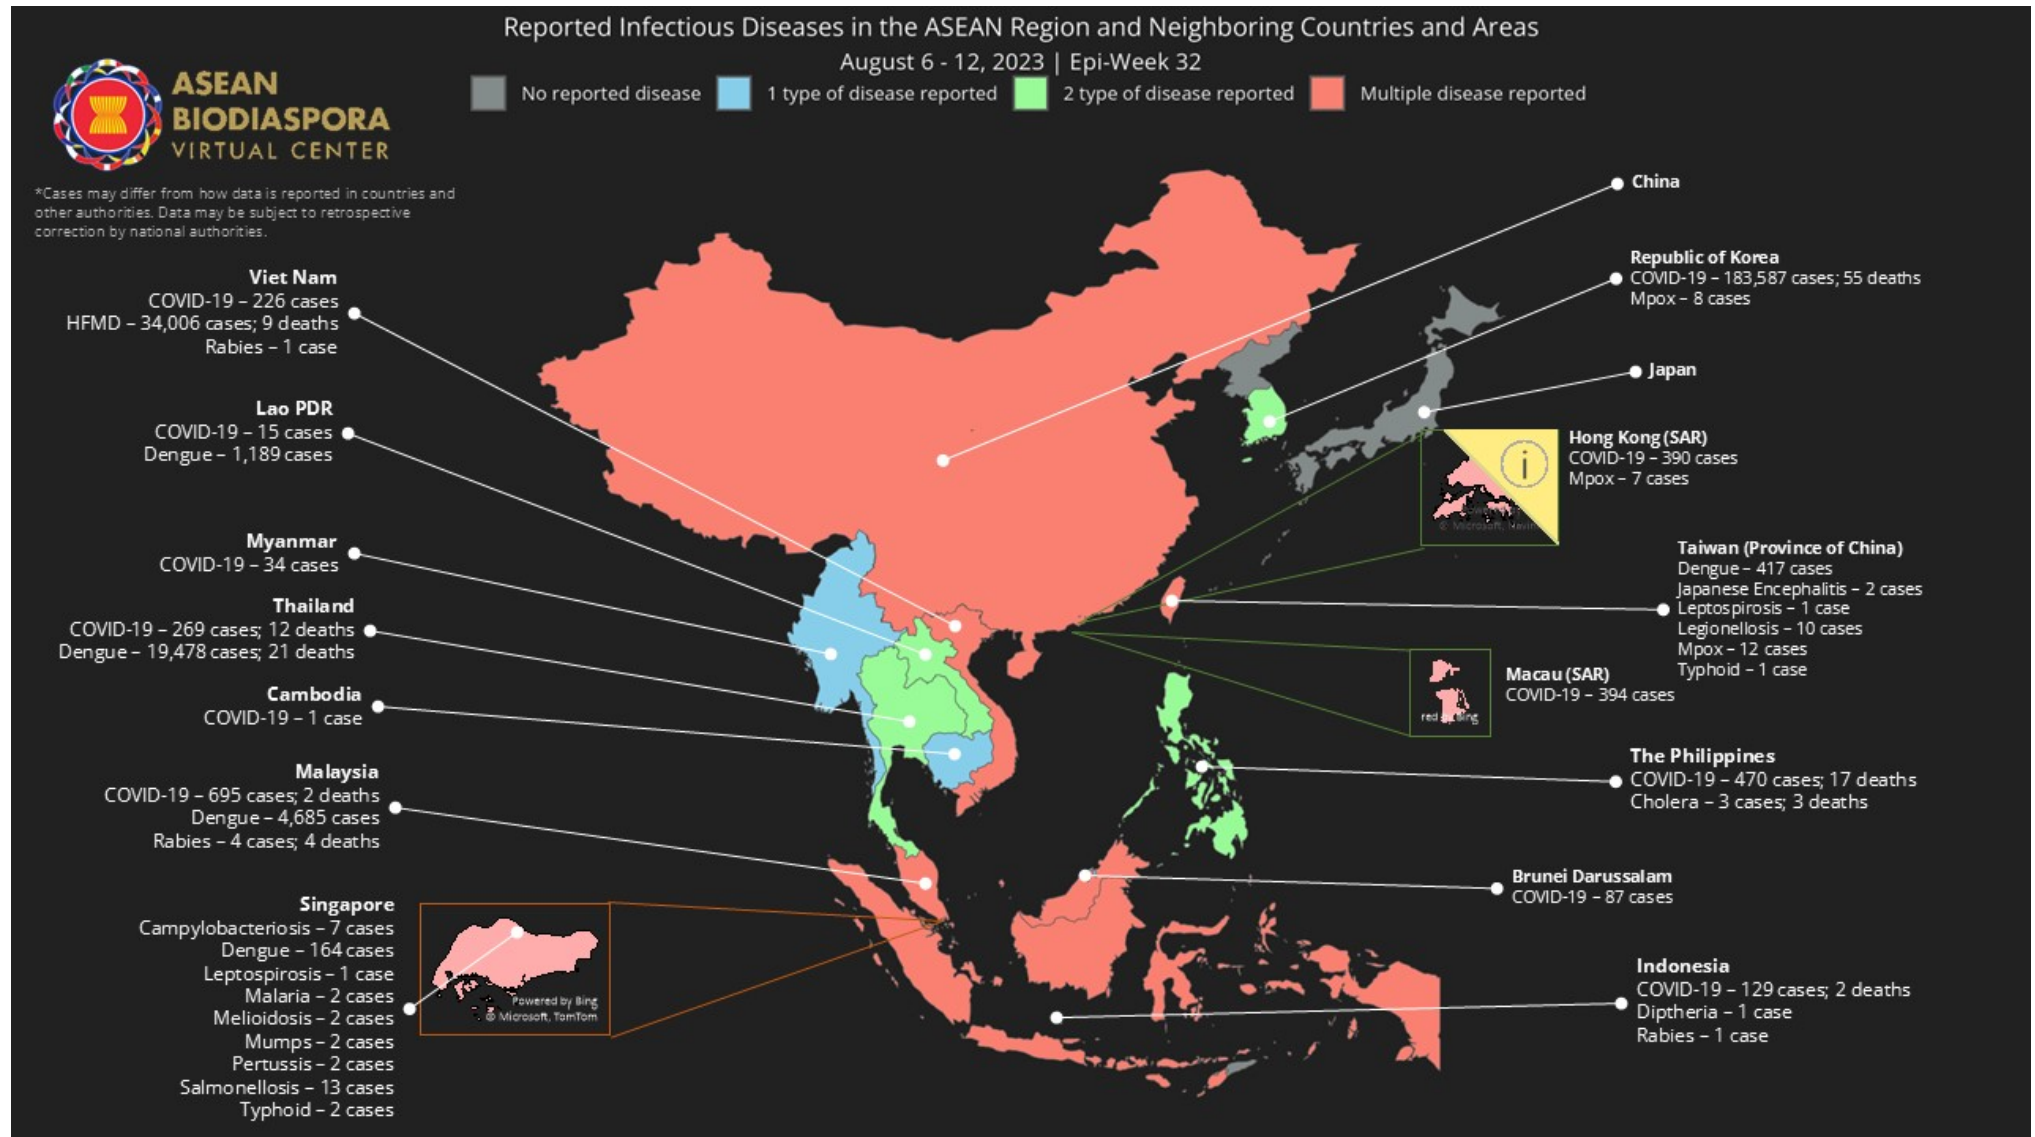 Reported Infectious Diseases in the ASEAN Region and Neighboring Countries and Areas
August 6 - 12, 2023 | Epi-Week 32
No reported disease
1 type of disease reported
2 type of disease reported
Multiple disease reported
ASEAN
BIODIASPORA
VIRTUAL CENTER
*Cases may differ from how data is reported in countries and
other authorities. Data may be subject to retrospective
correction by national authorities.
Viet Nam
COVID-19 – 226 cases
HFMD – 34,006 cases; 9 deaths
Rabies – 1 case
Lao PDR
COVID-19 – 15 cases
Dengue – 1,189 cases
Myanmar
COVID-19 – 34 cases
Thailand
COVID-19 – 269 cases; 12 deaths
Dengue – 19,478 cases; 21 deaths
Cambodia
COVID-19 – 1 case
Malaysia
COVID-19 – 695 cases; 2 deaths
Dengue – 4,685 cases
Rabies – 4 cases; 4 deaths
Singapore
Campylobacteriosis – 7 cases
Dengue – 164 cases
Leptospirosis – 1 case
Malaria – 2 cases
Melioidosis – 2 cases
Mumps – 2 cases
Pertussis – 2 cases
Salmonellosis – 13 cases
Typhoid – 2 cases
Powered by Bing
© Microsoft, TomTom
China
Republic of Korea
COVID-19 – 183,587 cases; 55 deaths
Mpox – 8 cases
Japan
Hong Kong (SAR)
COVID-19 – 390 cases
Mpox – 7 cases
i
© Microsoft,
Taiwan (Province of China)
Dengue – 417 cases
Japanese Encephalitis – 2 cases
Leptospirosis – 1 case
Legionellosis – 10 cases
Mpox – 12 cases
Typhoid – 1 case
Macau (SAR)
COVID-19 – 394 cases
The Philippines
COVID-19 – 470 cases; 17 deaths
Cholera – 3 cases; 3 deaths
Brunei Darussalam
COVID-19 – 87 cases
Indonesia
COVID-19 – 129 cases; 2 deaths
Diptheria – 1 case
Rabies – 1 case